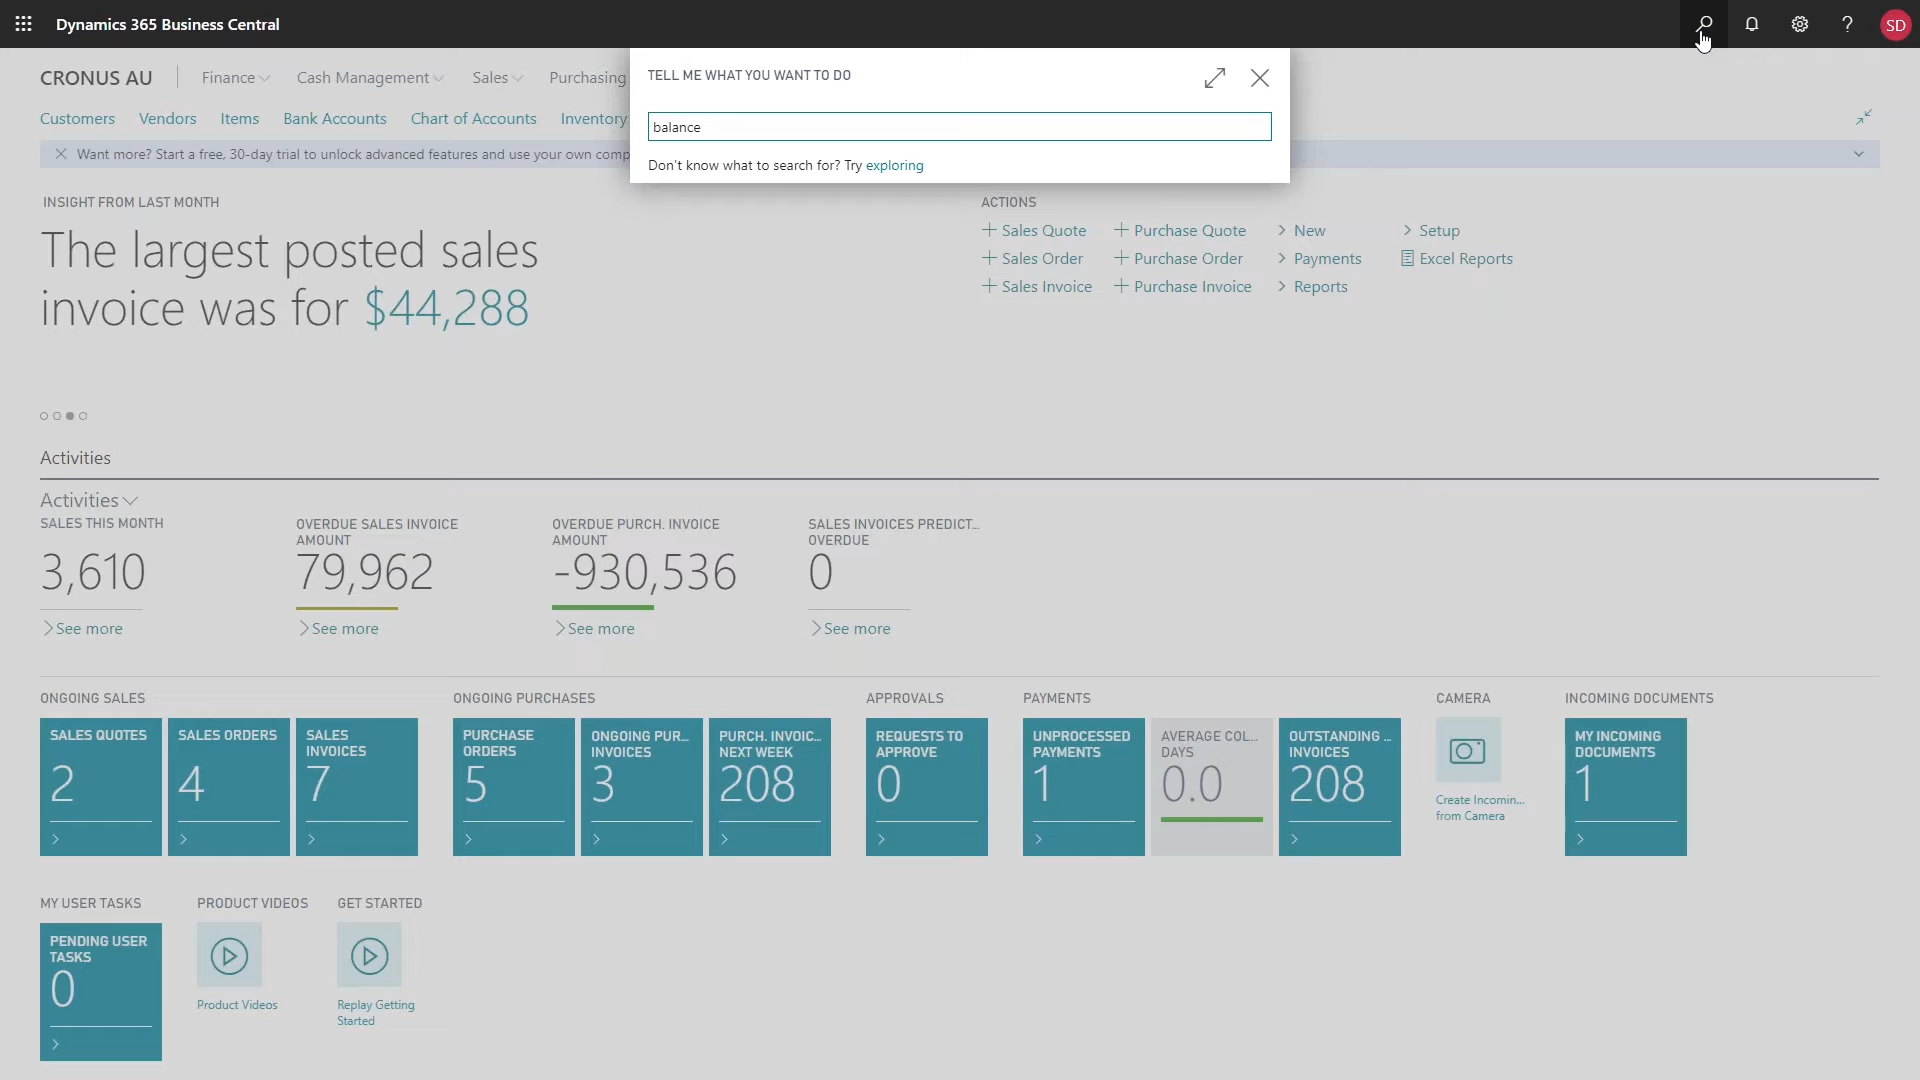 Dynamics 365 Business Central
?
SD
CRONUS AU
Finance
Cash Management
Sales
Purchasing
Customers
Vendors
Items
Bank Accounts
Chart of Accounts
Inventory
Want more? Start a free, 30-day trial to unlock advanced features and use your own comp
TELL ME WHAT YOU WANT TO DO
balance
Don't know what to search for? Try exploring
INSIGHT FROM LAST MONTH
The largest posted sales
invoice was for $44,288
ACTIONS
+ Sales Quote
+ Purchase Quote
> New
> Setup
+ Sales Order
+ Purchase Order
> Payments
Excel Reports
+ Sales Invoice
+ Purchase Invoice
> Reports
Activities
Activities
SALES THIS MONTH
3,610
> See more
OVERDUE SALES INVOICE
AMOUNT
79,962
> See more
OVERDUE PURCH. INVOICE
AMOUNT
-930,536
> See more
SALES INVOICES PREDICT...
OVERDUE
0
> See more
ONGOING SALES
SALES QUOTES
2
SALES ORDERS
4
SALES
INVOICES
7
ONGOING PURCHASES
PURCHASE
ORDERS
5
ONGOING PUR...
INVOICES
3
PURCH. INVOIC...
NEXT WEEK
208
APPROVALS
REQUESTS TO
APPROVE
0
PAYMENTS
UNPROCESSED
PAYMENTS
1
AVERAGE COL...
DAYS
0.0
OUTSTANDING ...
INVOICES
208
CAMERA
Create Incomin...
from Camera
INCOMING DOCUMENTS
MY INCOMING
DOCUMENTS
1
MY USER TASKS
PENDING USER
TASKS
0
PRODUCT VIDEOS
Product Videos
GET STARTED
Replay Getting
Started